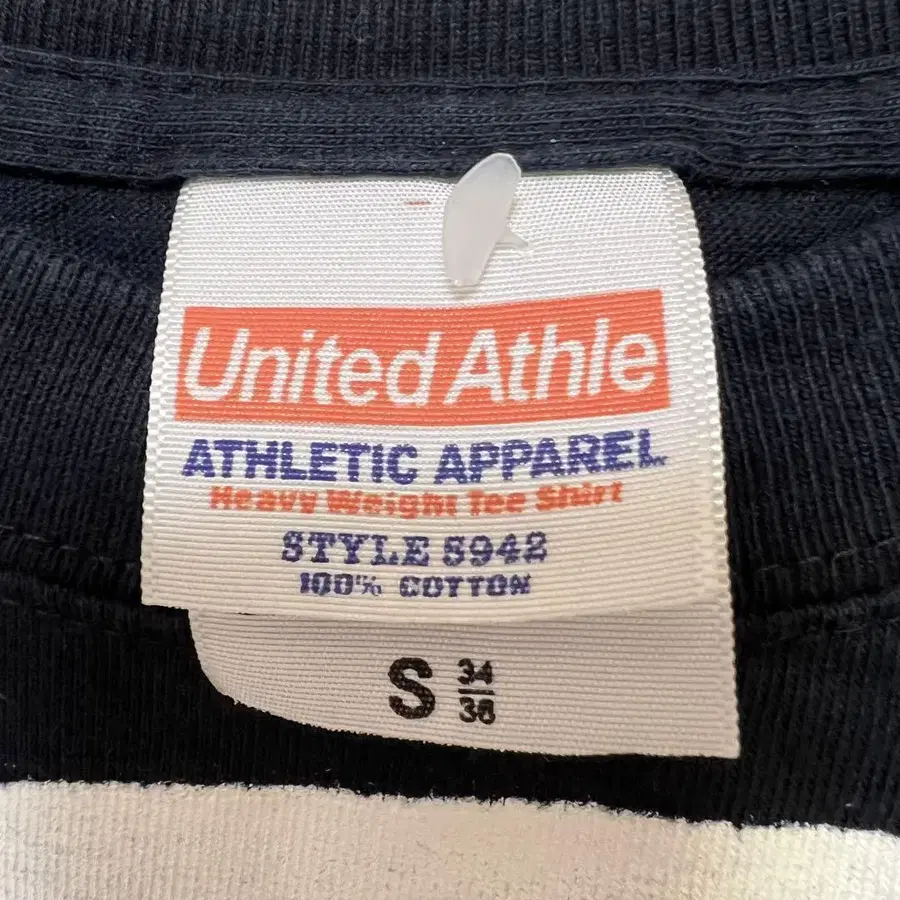 United Athle
ATHLETIC APPAREL
Heavy Weight Tee Shirt
STYLE 5942
100% COTTON
S 34
36